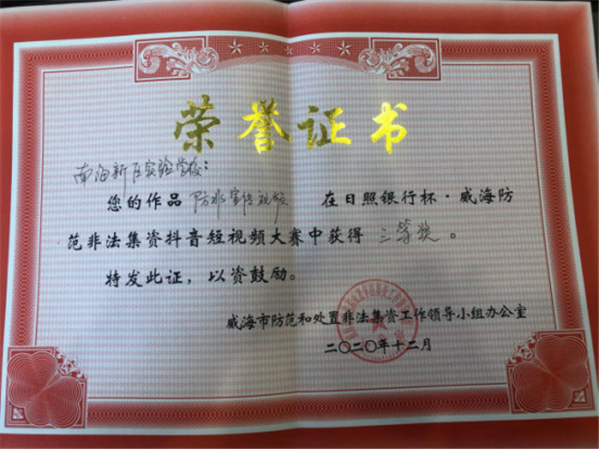 荣誉证书
南海新区实验学校：
您的作品 防非宣传视频 在日照银行杯·威海防
范非法集资抖音短视频大赛中获得 三等奖 。
特发此证，以资鼓励。
威海市防范和处置非法集资工作领导小组办公室
二〇二〇年十二月